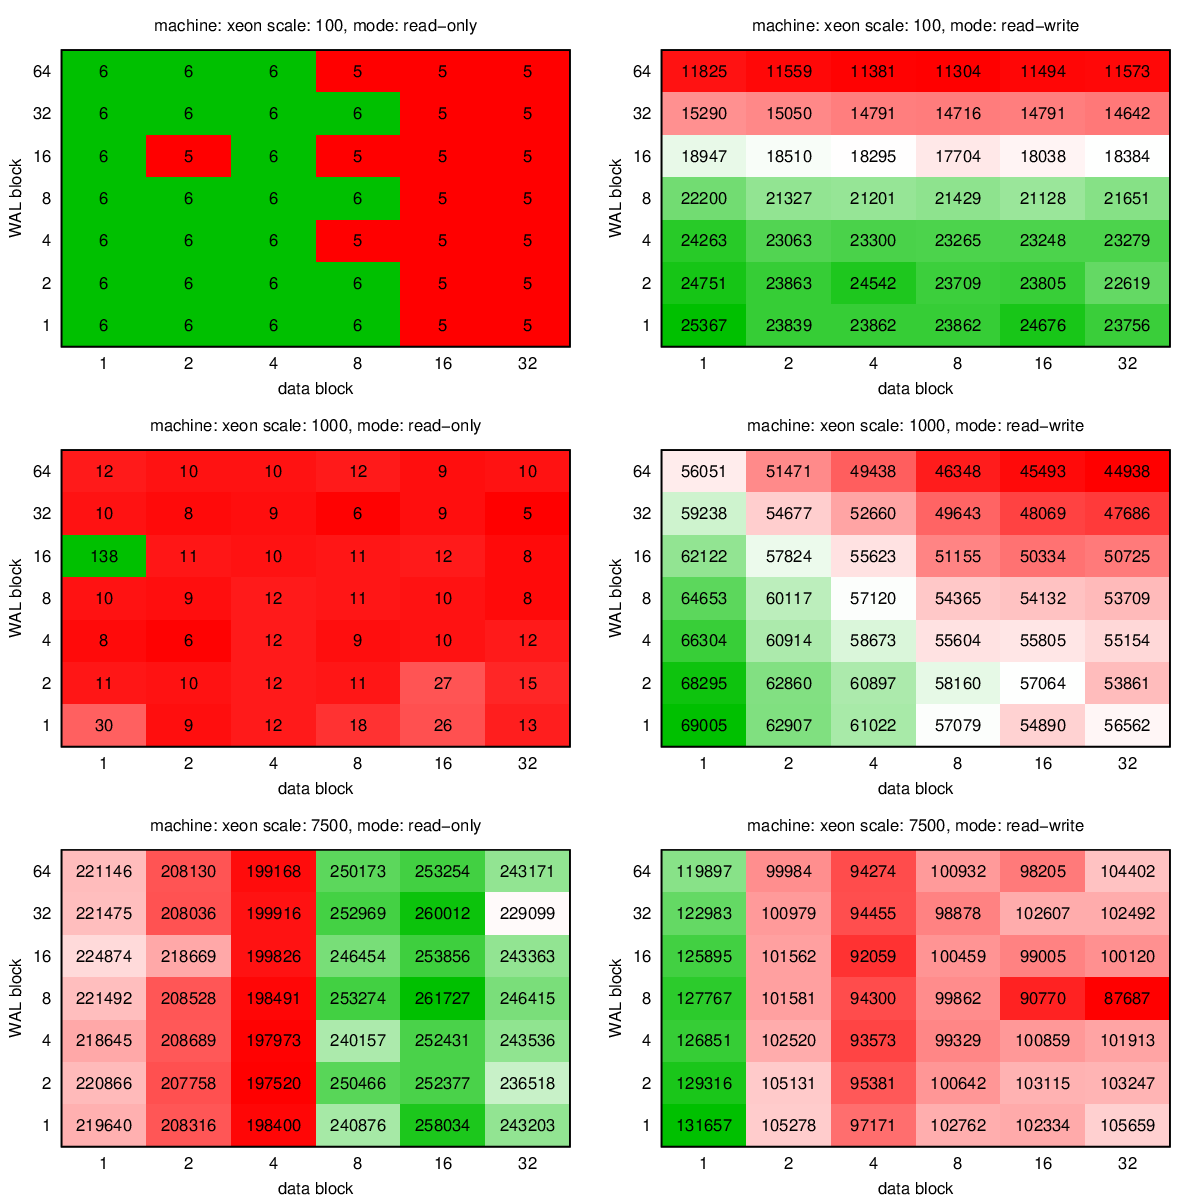 machine: xeon scale: 100, mode: read−only
64 6 6 6 5 5 5
32 6 6 6 6 5 5
16 6 5 6 5 5 5
8 6 6 6 6 5 5
4 6 6 6 5 5 5
2 6 6 6 6 5 5
1 6 6 6 6 5 5
1 2 4 8 16 32
data block
WAL block
machine: xeon scale: 100, mode: read−write
64 11825 11559 11381 11304 11494 11573
32 15290 15050 14791 14716 14791 14642
16 18947 18510 18295 17704 18038 18384
8 22200 21327 21201 21429 21128 21651
4 24263 23063 23300 23265 23248 23279
2 24751 23863 24542 23709 23805 22619
1 25367 23839 23862 23862 24676 23756
1 2 4 8 16 32
data block
WAL block
machine: xeon scale: 1000, mode: read−only
64 12 10 10 12 9 10
32 10 8 9 6 9 5
16 138 11 10 11 12 8
8 10 9 12 11 10 8
4 8 6 12 9 10 12
2 11 10 12 11 27 15
1 30 9 12 18 26 13
1 2 4 8 16 32
data block
WAL block
machine: xeon scale: 1000, mode: read−write
64 56051 51471 49438 46348 45493 44938
32 59238 54677 52660 49643 48069 47686
16 62122 57824 55623 51155 50334 50725
8 64653 60117 57120 54365 54132 53709
4 66304 60914 58673 55604 55805 55154
2 68295 62860 60897 58160 57064 53861
1 69005 62907 61022 57079 54890 56562
1 2 4 8 16 32
data block
WAL block
machine: xeon scale: 7500, mode: read−only
64 221146 208130 199168 250173 253254 243171
32 221475 208036 199916 252969 260012 229099
16 224874 218669 199826 246454 253856 243363
8 221492 208528 198491 253274 261727 246415
4 218645 208689 197973 240157 252431 243536
2 220866 207758 197520 250466 252377 236518
1 219640 208316 198400 240876 258034 243203
1 2 4 8 16 32
data block
WAL block
machine: xeon scale: 7500, mode: read−write
64 119897 99984 94274 100932 98205 104402
32 122983 100979 94455 98878 102607 102492
16 125895 101562 92059 100459 99005 100120
8 127767 101581 94300 99862 90770 87687
4 126851 102520 93573 99329 100859 101913
2 129316 105131 95381 100642 103115 103247
1 131657 105278 97171 102762 102334 105659
1 2 4 8 16 32
data block
WAL block